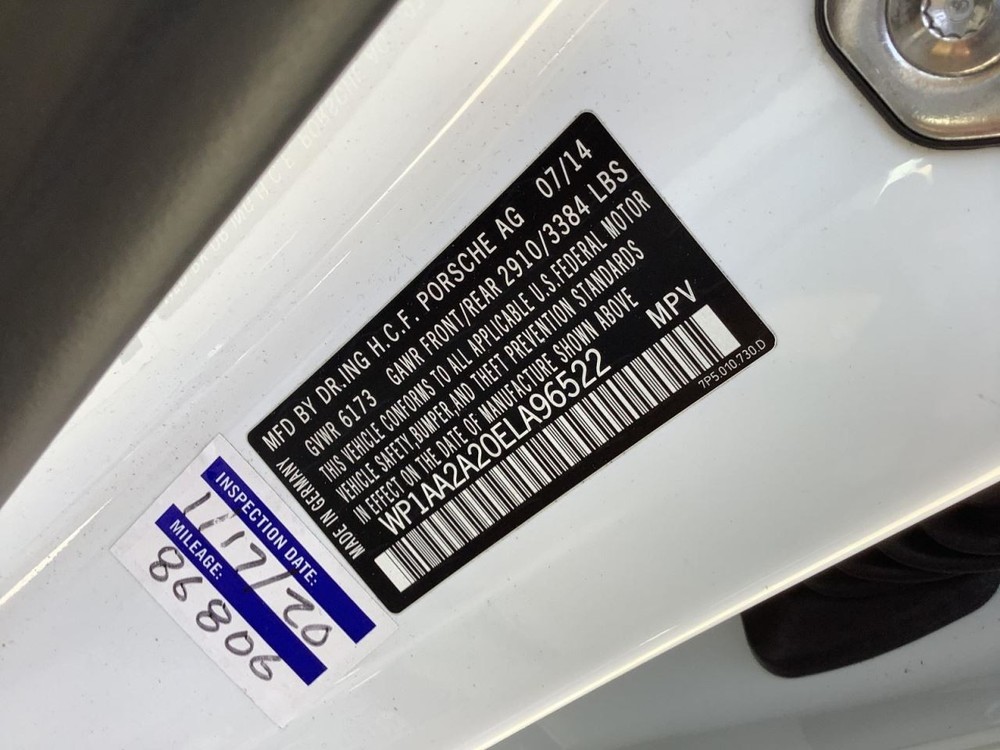 MFD BY DR.ING H.C.F. PORSCHE AG 07/14
GVWR 6173 GAWR FRONT/REAR 2910/3384 LBS
THIS VEHICLE CONFORMS TO ALL APPLICABLE U.S.FEDERAL MOTOR
VEHICLE SAFETY,BUMPER,AND THEFT PREVENTION STANDARDS
IN EFFECT ON THE DATE OF MANUFACTURE SHOWN ABOVE
WP1AA2A20ELA96522 MPV
MADE IN GERMANY
7P5.010.730.D
INSPECTION DATE:
11/17/20
MILEAGE:
86806